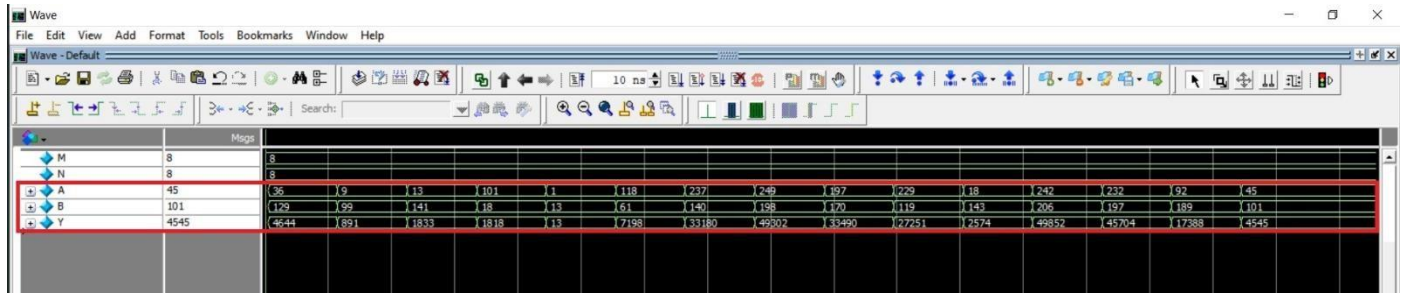 Wave
File Edit View Add Format Tools Bookmarks Window Help
Wave - Default
10 ns
Search:
Msgs
M 8 8
N 8 8
A 45 36 9 13 101 1 118 237 249 197 229 18 242 232 92 45
B 101 129 99 141 18 13 61 140 198 170 119 143 206 197 189 101
Y 4545 4644 891 1833 1818 13 7198 33180 49302 33490 27251 2574 49852 45704 17388 4545